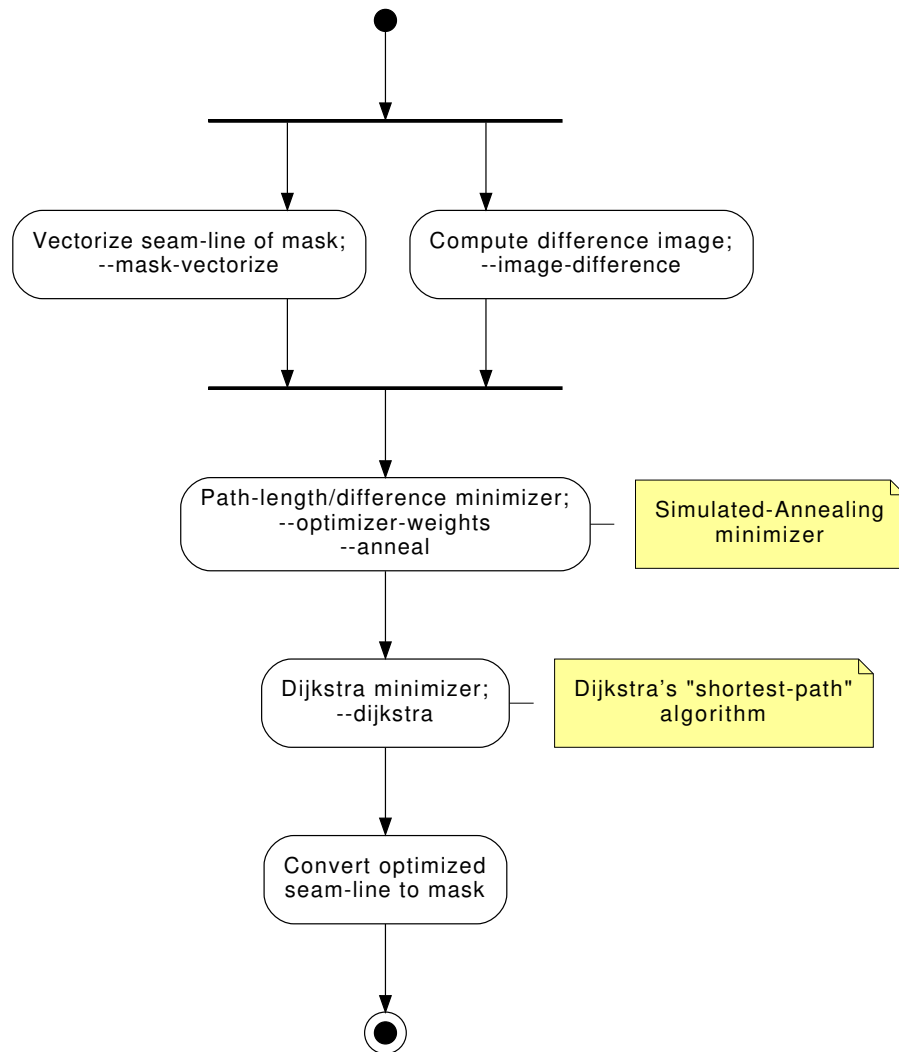 Vectorize seam-line of mask;
--mask-vectorize
Compute difference image;
--image-difference
Path-length/difference minimizer;
--optimizer-weights
--anneal
Simulated-Annealing
minimizer
Dijkstra minimizer;
--dijkstra
Dijkstra's "shortest-path"
algorithm
Convert optimized
seam-line to mask